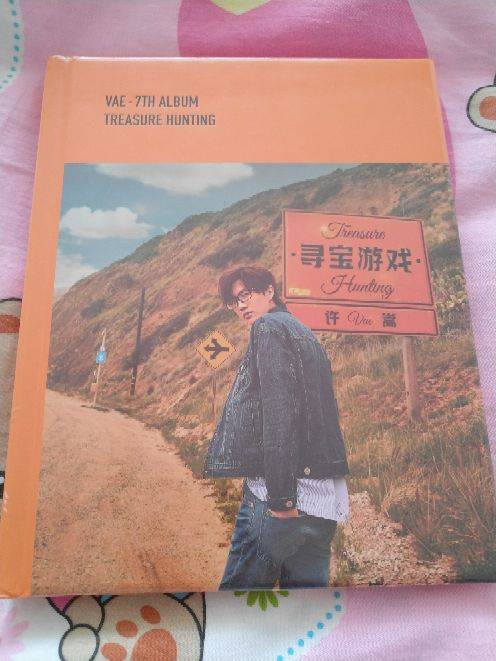 VAE - 7TH ALBUM
TREASURE HUNTING
Treasure
·寻宝游戏·
Hunting
许 Vae 嵩